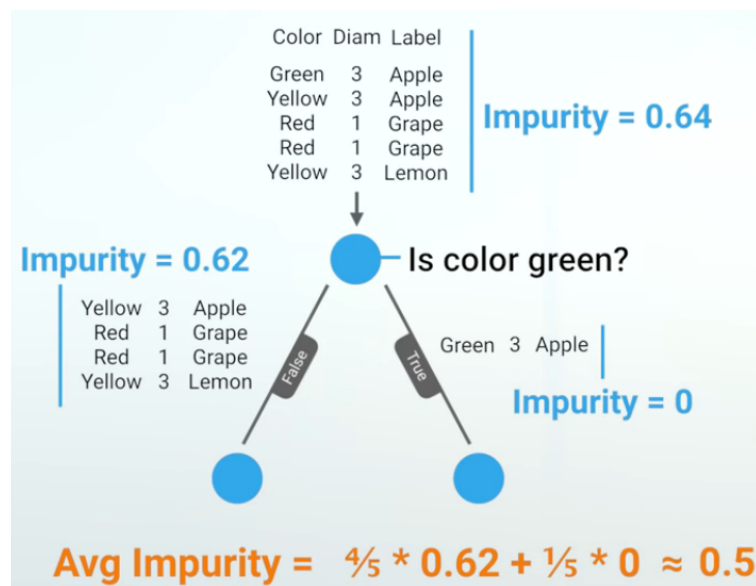 Color Diam Label
Green 3 Apple
Yellow 3 Apple
Red 1 Grape
Red 1 Grape
Yellow 3 Lemon
Impurity = 0.64
Is color green?
Impurity = 0.62
Yellow 3 Apple
Red 1 Grape
Red 1 Grape
Yellow 3 Lemon
False
True
Green 3 Apple
Impurity = 0
Avg Impurity = ⅘ * 0.62 + ⅕ * 0 ≈ 0.5